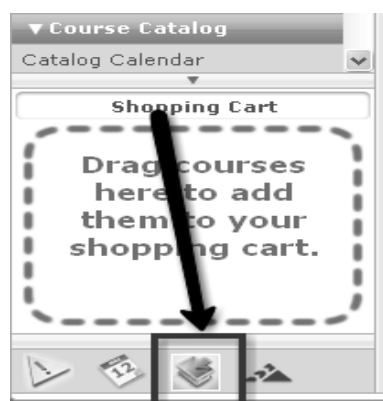 ▼Course Catalog
Catalog Calendar
Shopping Cart
Drag courses
here to add
them to your
shopping cart.
12